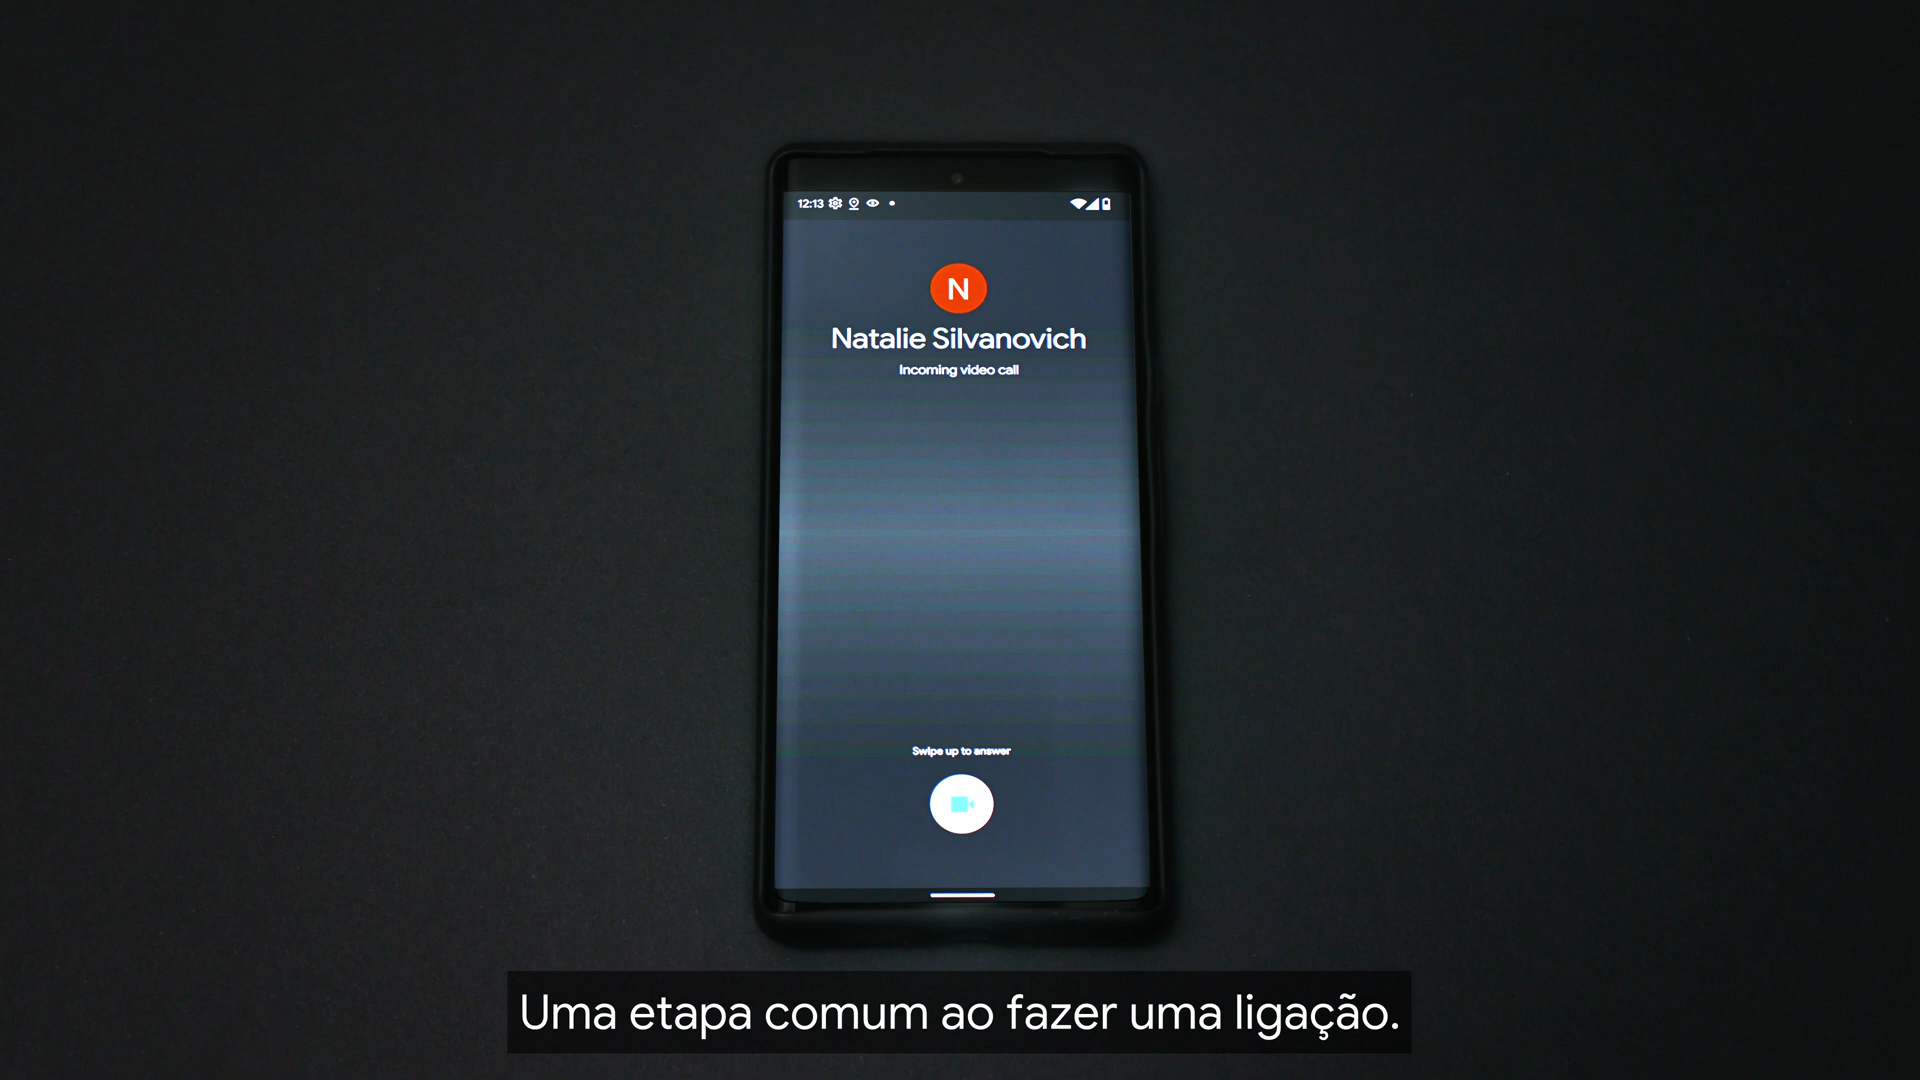 12:13
N
Natalie Silvanovich
Incoming video call
Swipe up to answer
Uma etapa comum ao fazer uma ligação.